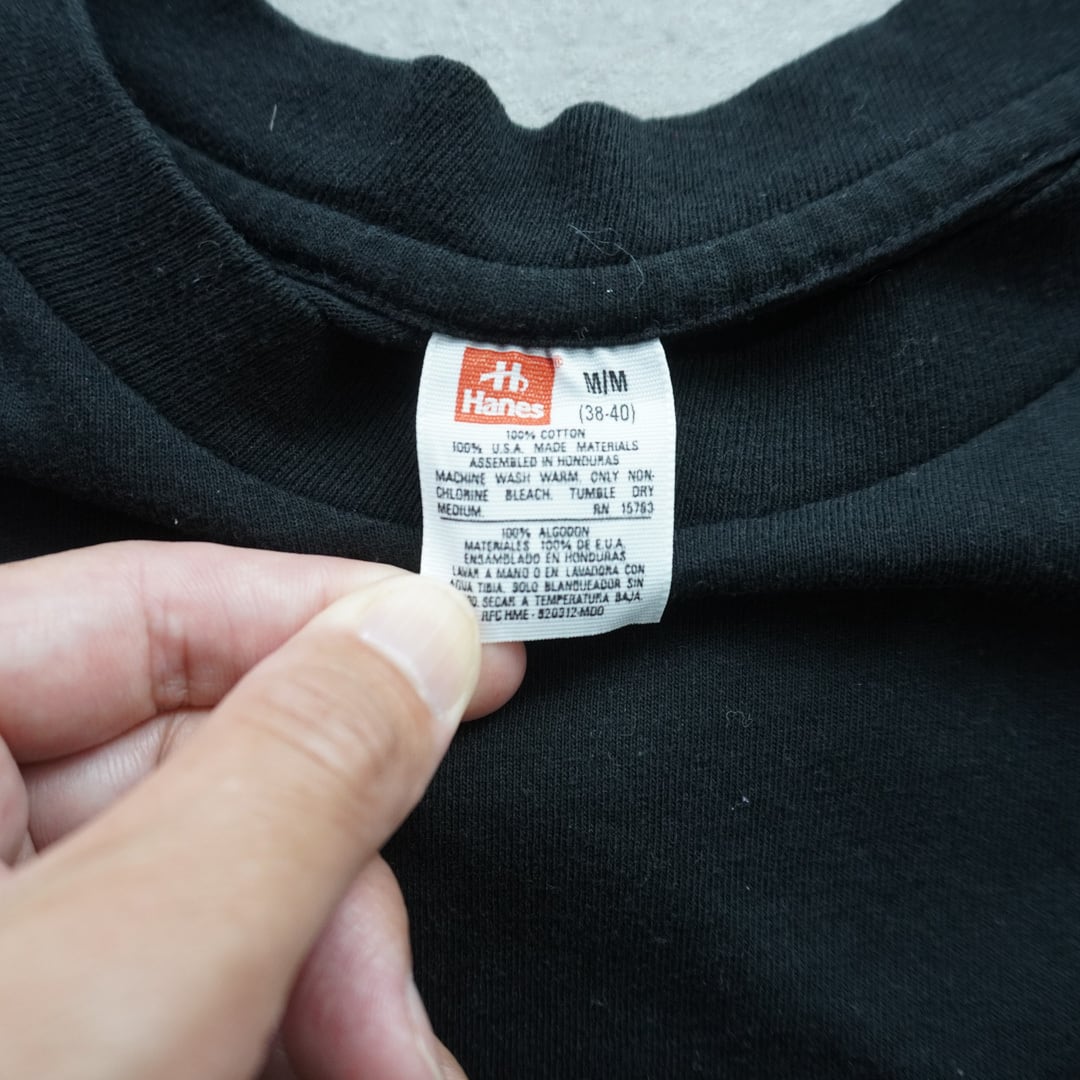 Hanes®
M/M
(38-40)
100% COTTON
100% U.S.A. MADE MATERIALS
ASSEMBLED IN HONDURAS
MACHINE WASH WARM, ONLY NON-
CHLORINE BLEACH. TUMBLE DRY
MEDIUM. RN 15763
100% ALGODON
MATERIALES 100% DE E.U.A.
ENSAMBLADO EN HONDURAS
LAVAR A MANO O EN LAVADORA CON
AGUA TIBIA. SOLO BLANQUEADOR SIN
SECAR A TEMPERATURA BAJA.
RFC HME - 920312-MD0